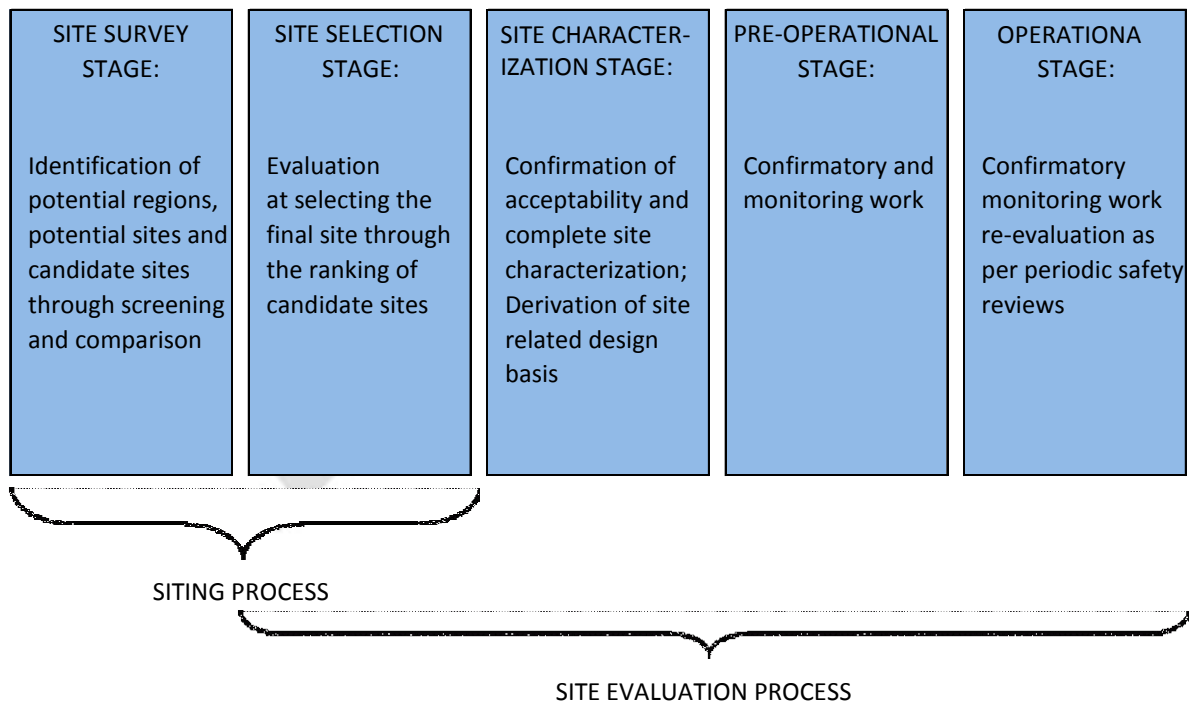 SITE SURVEY
STAGE:
Identification of
potential regions,
potential sites and
candidate sites
through screening
and comparison
SITE SELECTION
STAGE:
Evaluation
at selecting the
final site through
the ranking of
candidate sites
SITE CHARACTER-
IZATION STAGE:
Confirmation of
acceptability and
complete site
characterization;
Derivation of site
related design
basis
PRE-OPERATIONAL
STAGE:
Confirmatory and
monitoring work
OPERATIONA
STAGE:
Confirmatory
monitoring work
re-evaluation as
per periodic safety
reviews
SITING PROCESS
SITE EVALUATION PROCESS